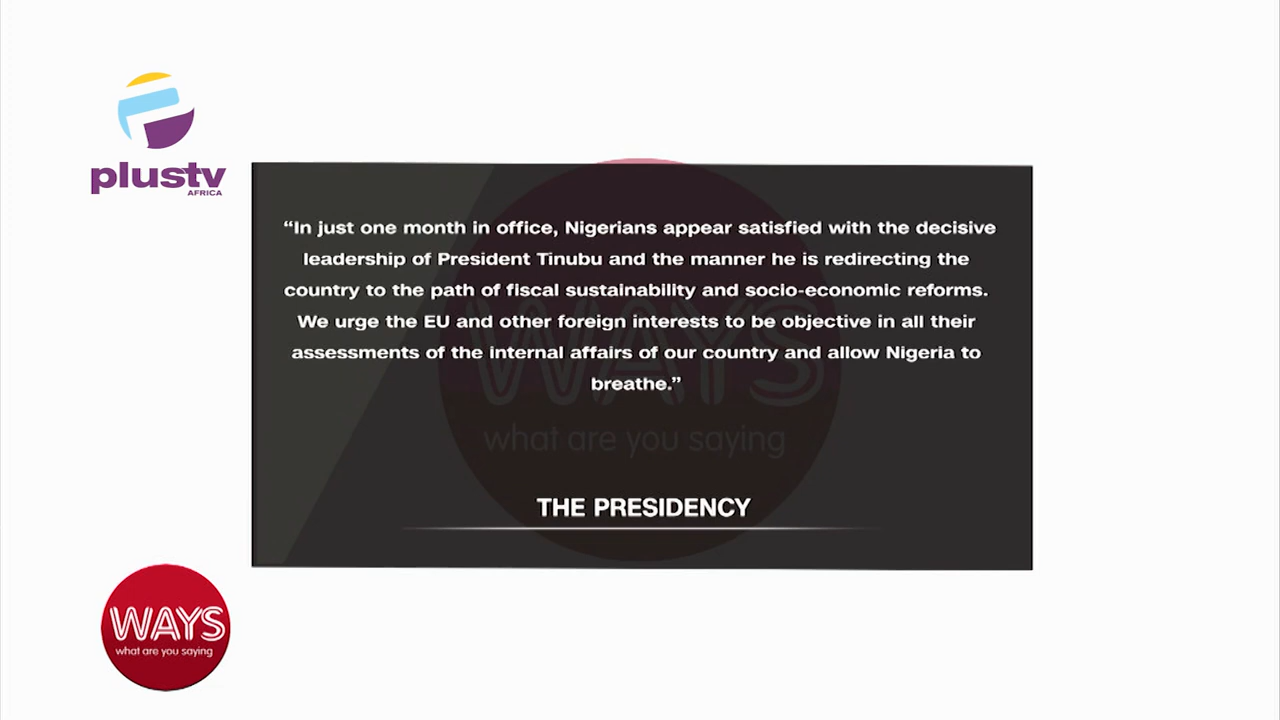 plustv
AFRICA
“In just one month in office, Nigerians appear satisfied with the decisive
leadership of President Tinubu and the manner he is redirecting the
country to the path of fiscal sustainability and socio-economic reforms.
We urge the EU and other foreign interests to be objective in all their
assessments of the internal affairs of our country and allow Nigeria to
breathe.”
WAYS
what are you saying
THE PRESIDENCY
WAYS
what are you saying